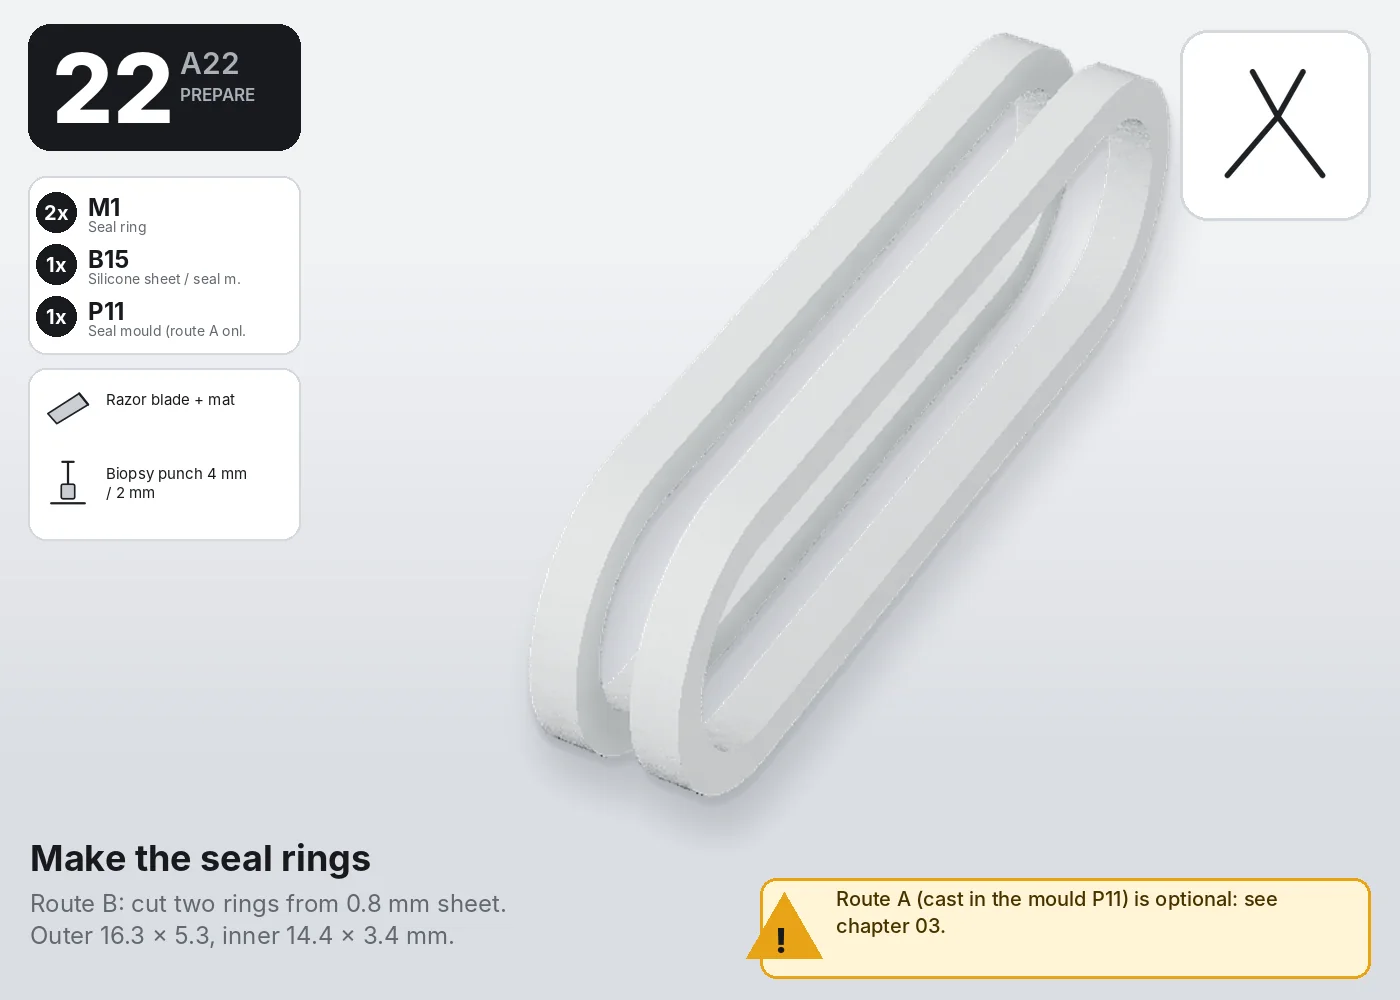 22
A22
PREPARE
2x
M1
Seal ring
1x
B15
Silicone sheet / seal m.
1x
P11
Seal mould (route A onl.
Razor blade + mat
Biopsy punch 4 mm
/ 2 mm
Make the seal rings
Route B: cut two rings from 0.8 mm sheet.
Outer 16.3 × 5.3, inner 14.4 × 3.4 mm.
!
Route A (cast in the mould P11) is optional: see
chapter 03.